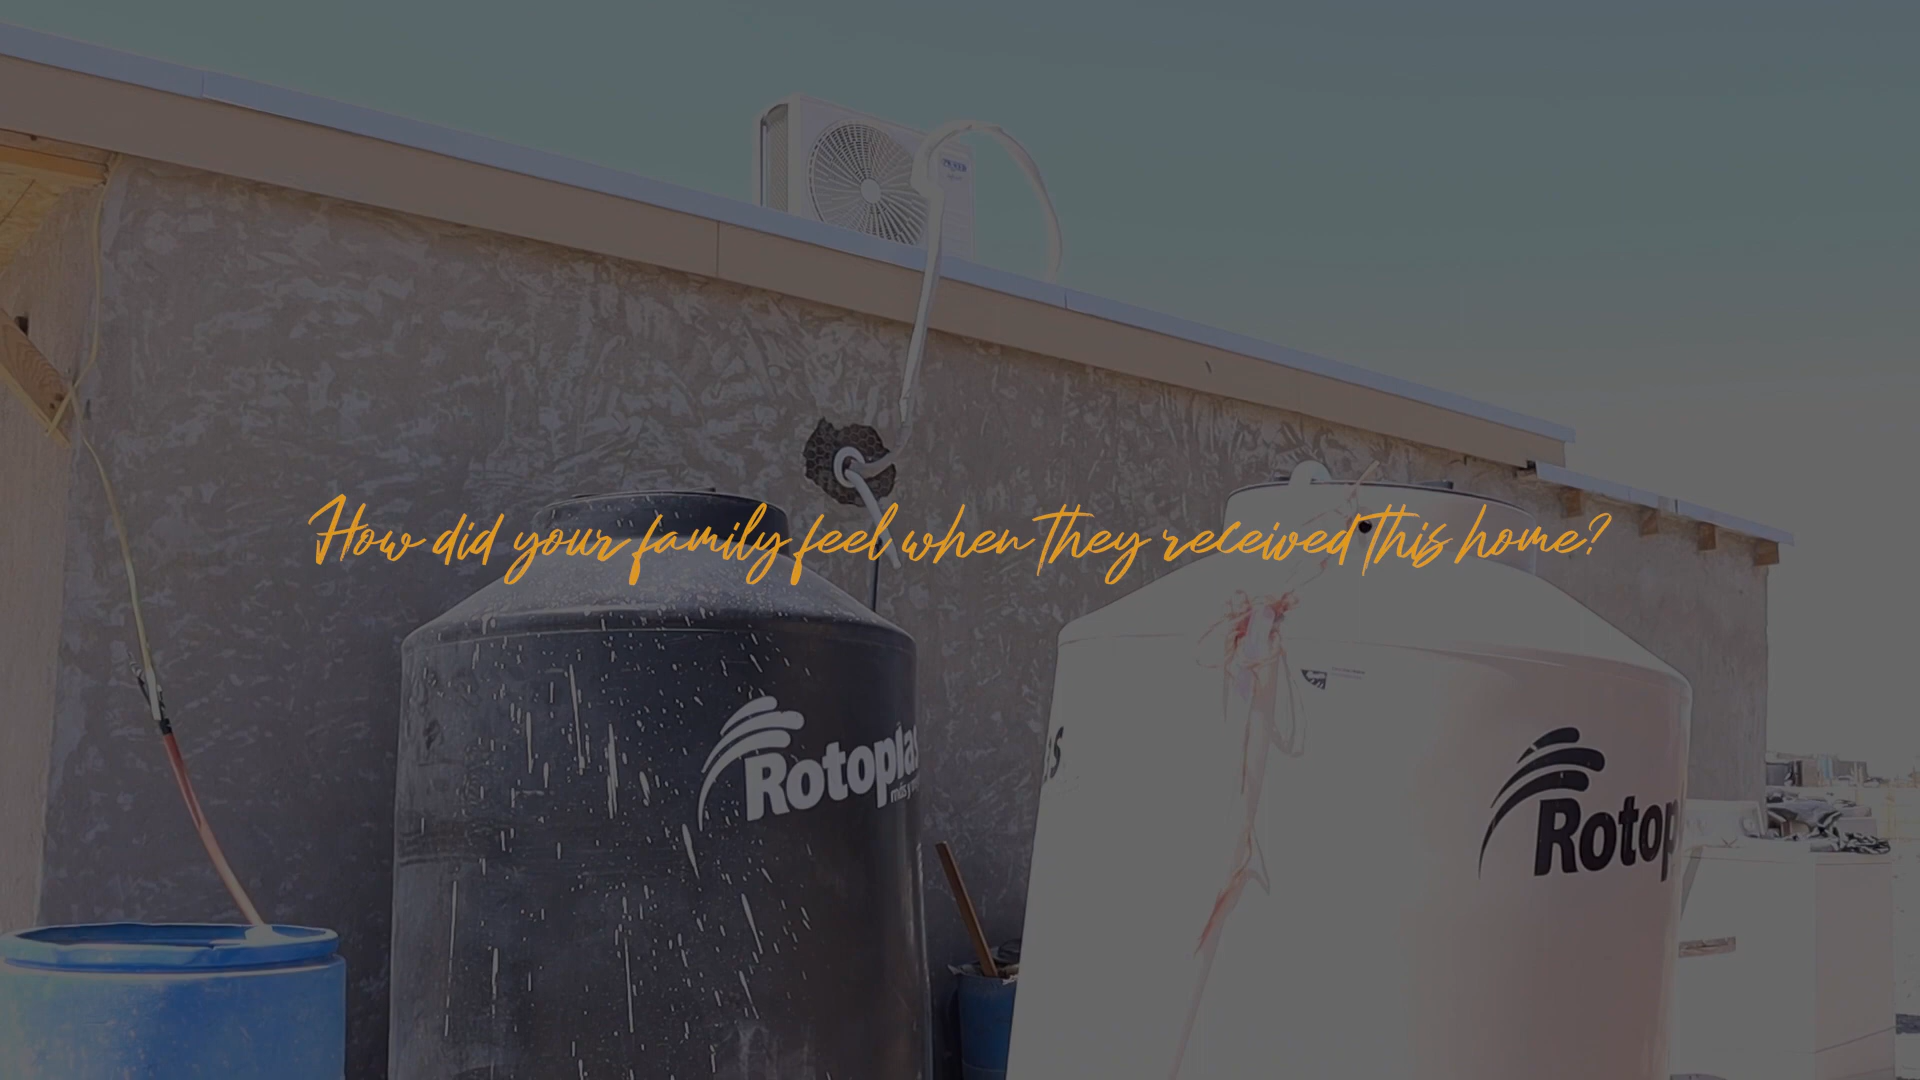 How did your family feel when they received this home?
Rotoplas
Rotop